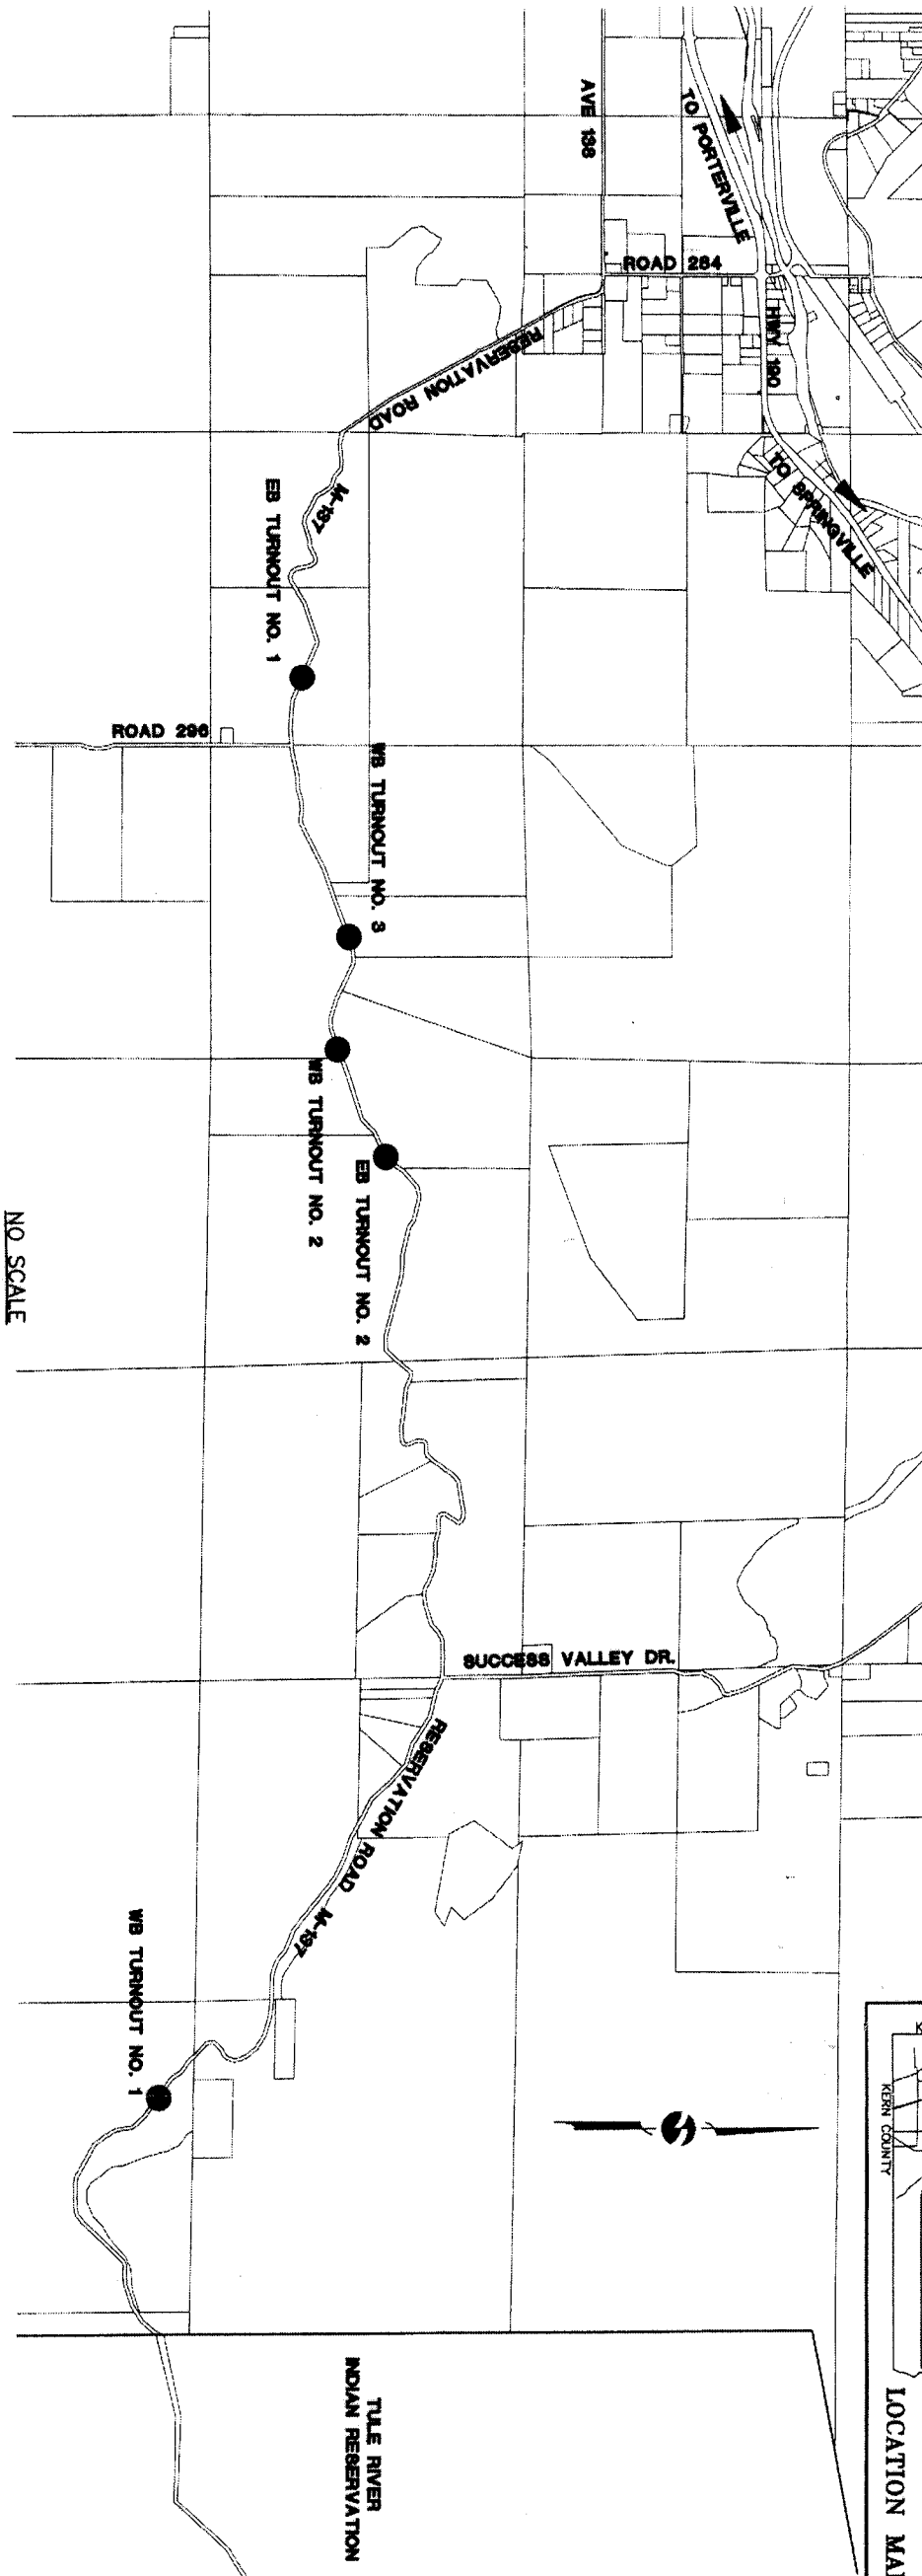 AVE 138
TO PORTERVILLE
ROAD 284
HWY 190
TO SPRINGVILLE
RESERVATION ROAD
M-137
EB TURNOUT NO. 1
ROAD 296
WB TURNOUT NO. 3
WB TURNOUT NO. 2
EB TURNOUT NO. 2
NO SCALE
SUCCESS VALLEY DR.
RESERVATION ROAD
M-137
WB TURNOUT NO. 1
KERN COUNTY
LOCATION
TULE RIVER
INDIAN RESERVATION